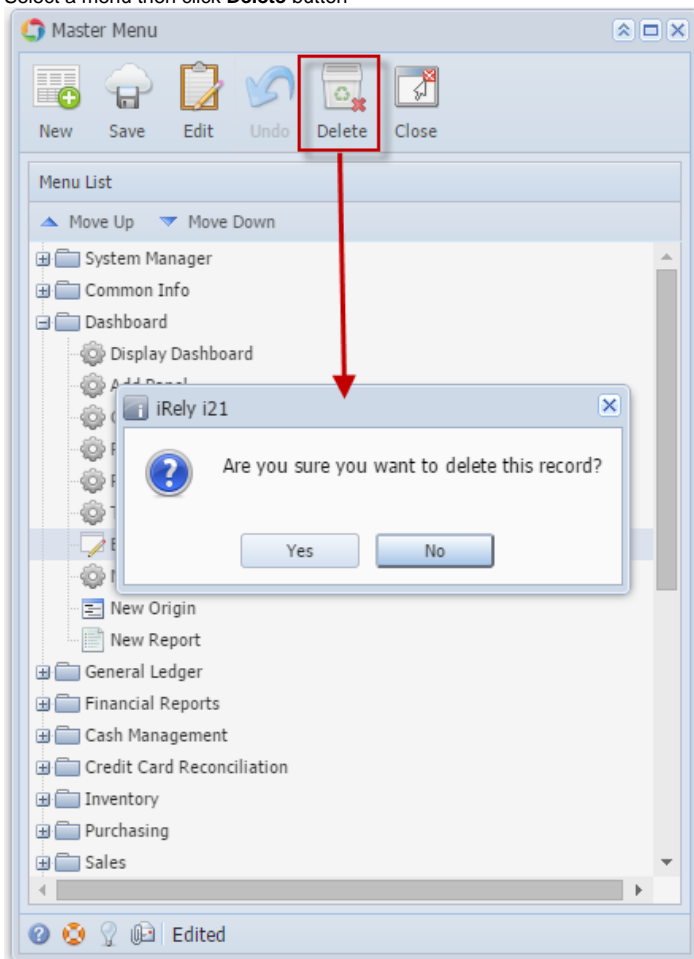 Select a menu then click Delete button
Master Menu
New Save Edit Undo Delete Close
Menu List
Move Up Move Down
System Manager
Common Info
Dashboard
Display Dashboard
iRely i21
Are you sure you want to delete this record?
Yes No
New Origin
New Report
General Ledger
Financial Reports
Cash Management
Credit Card Reconciliation
Inventory
Purchasing
Sales
Edited